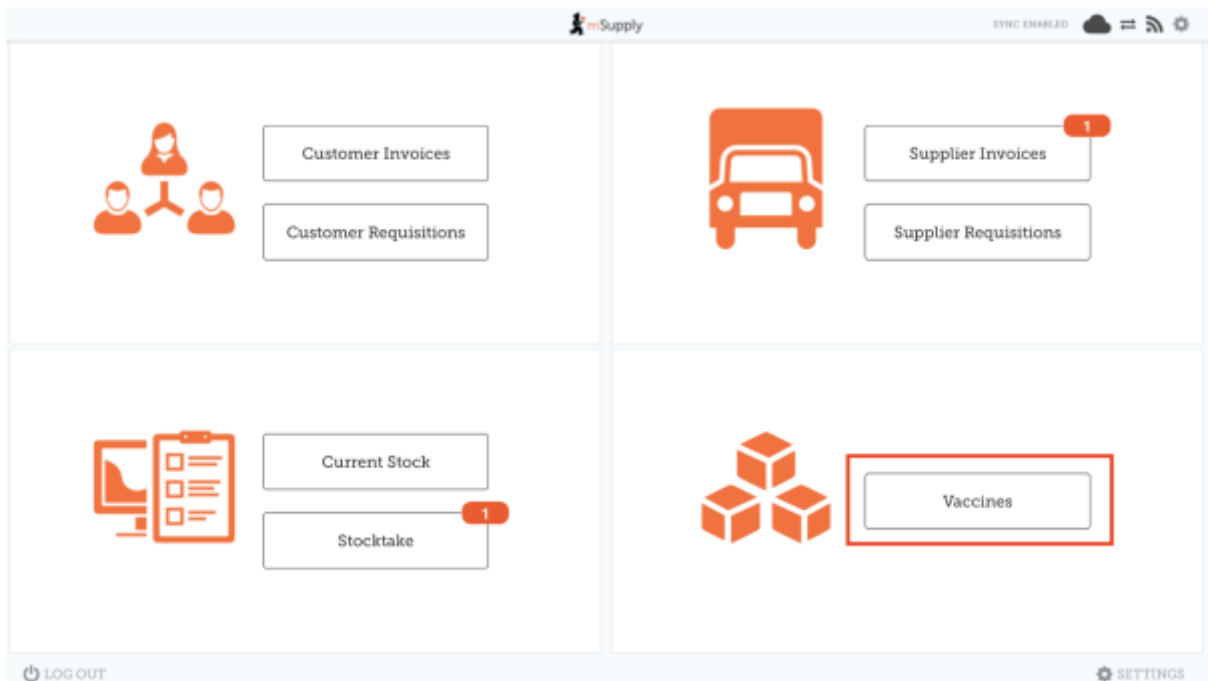 mSupply
SYNC ENABLED
Customer Invoices
Customer Requisitions
1
Supplier Invoices
Supplier Requisitions
Current Stock
1
Stocktake
Vaccines
LOG OUT
SETTINGS